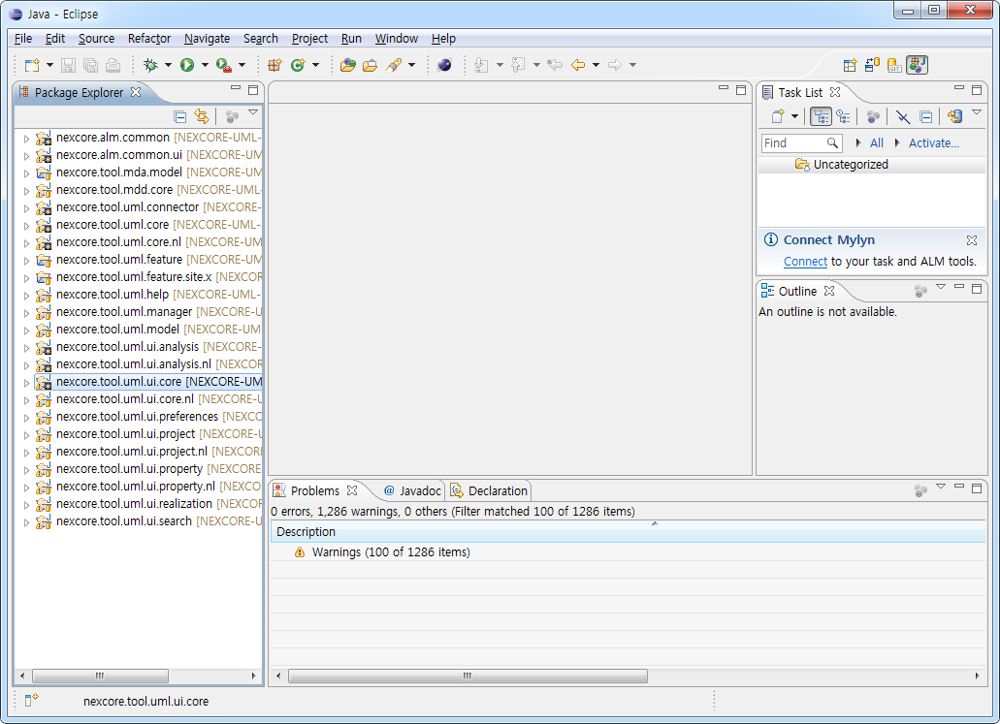 Java - Eclipse
File Edit Source Refactor Navigate Search Project Run Window Help
Package Explorer
nexcore.alm.common [NEXCORE-UML-
nexcore.alm.common.ui [NEXCORE-UM
nexcore.tool.mda.model [NEXCORE-UM
nexcore.tool.mdd.core [NEXCORE-UML-
nexcore.tool.uml.connector [NEXCORE-
nexcore.tool.uml.core [NEXCORE-UML-
nexcore.tool.uml.core.nl [NEXCORE-UM
nexcore.tool.uml.feature [NEXCORE-UM
nexcore.tool.uml.feature.site.x [NEXCOR
nexcore.tool.uml.help [NEXCORE-UML-
nexcore.tool.uml.manager [NEXCORE-U
nexcore.tool.uml.model [NEXCORE-UM
nexcore.tool.uml.ui.analysis [NEXCORE-
nexcore.tool.uml.ui.analysis.nl [NEXCOR
nexcore.tool.uml.ui.core [NEXCORE-UM
nexcore.tool.uml.ui.core.nl [NEXCORE-U
nexcore.tool.uml.ui.preferences [NEXCO
nexcore.tool.uml.ui.project [NEXCORE-U
nexcore.tool.uml.ui.project.nl [NEXCORI
nexcore.tool.uml.ui.property [NEXCORE
nexcore.tool.uml.ui.property.nl [NEXCO
nexcore.tool.uml.ui.realization [NEXCOF
nexcore.tool.uml.ui.search [NEXCORE-U
Task List
Find All Activate...
Uncategorized
Connect Mylyn
Connect to your task and ALM tools.
Outline
An outline is not available.
Problems @ Javadoc Declaration
0 errors, 1,286 warnings, 0 others (Filter matched 100 of 1286 items)
Description
Warnings (100 of 1286 items)
nexcore.tool.uml.ui.core